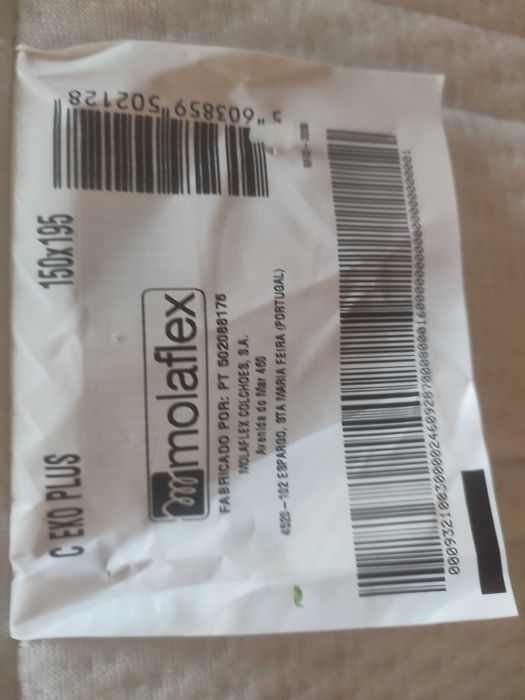 C EKO PLUS 150x195
molaflex
FABRICADO POR: PT 502088176
MOLAFLEX COLCHOES, S.A.
Avenida do Mar 460
4520-102 ESPARGO, STA MARIA FEIRA (PORTUGAL)
5 603859 502128